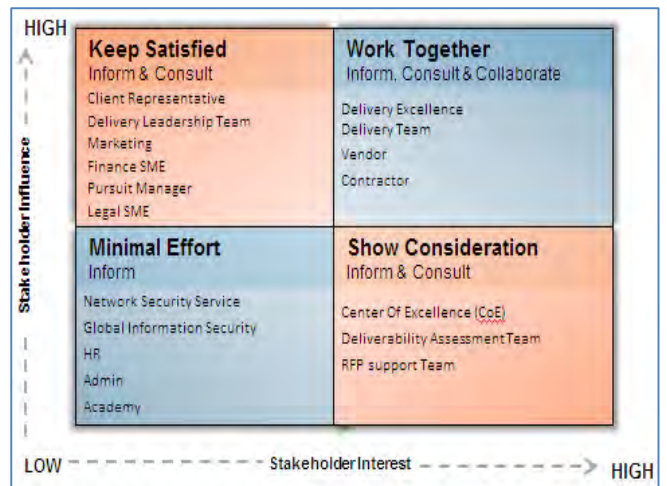 HIGH
Keep Satisfied
Inform & Consult
Client Representative
Delivery Leadership Team
Marketing
Finance SME
Pursuit Manager
Legal SME
Work Together
Inform, Consult & Collaborate
Delivery Excellence
Delivery Team
Vendor
Contractor
Stakeholder Influence
Minimal Effort
Inform
Network Security Service
Global Information Security
HR
Admin
Academy
Show Consideration
Inform & Consult
Center Of Excellence (CoE)
Deliverability Assessment Team
RFP support Team
LOW
Stakeholder Interest
HIGH